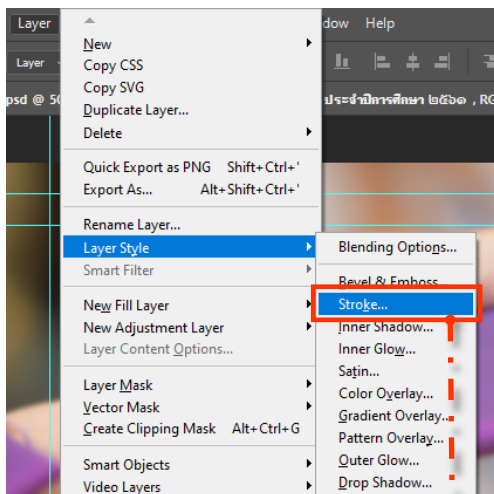 Layer
dow Help
New
Layer
Copy CSS
Copy SVG
psd @ 50
ประจำปีการศึกษา ๒๕๖๑ , RG
Duplicate Layer...
Delete
Quick Export as PNG Shift+Ctrl+'
Export As... Alt+Shift+Ctrl+'
Rename Layer...
Layer Style
Blending Options...
Smart Filter
Bevel & Emboss
New Fill Layer
Stroke...
New Adjustment Layer
Inner Shadow...
Layer Content Options...
Inner Glow...
Satin...
Layer Mask
Color Overlay...
Vector Mask
Gradient Overlay...
Create Clipping Mask Alt+Ctrl+G
Pattern Overlay...
Smart Objects
Outer Glow...
Video Layers
Drop Shadow...